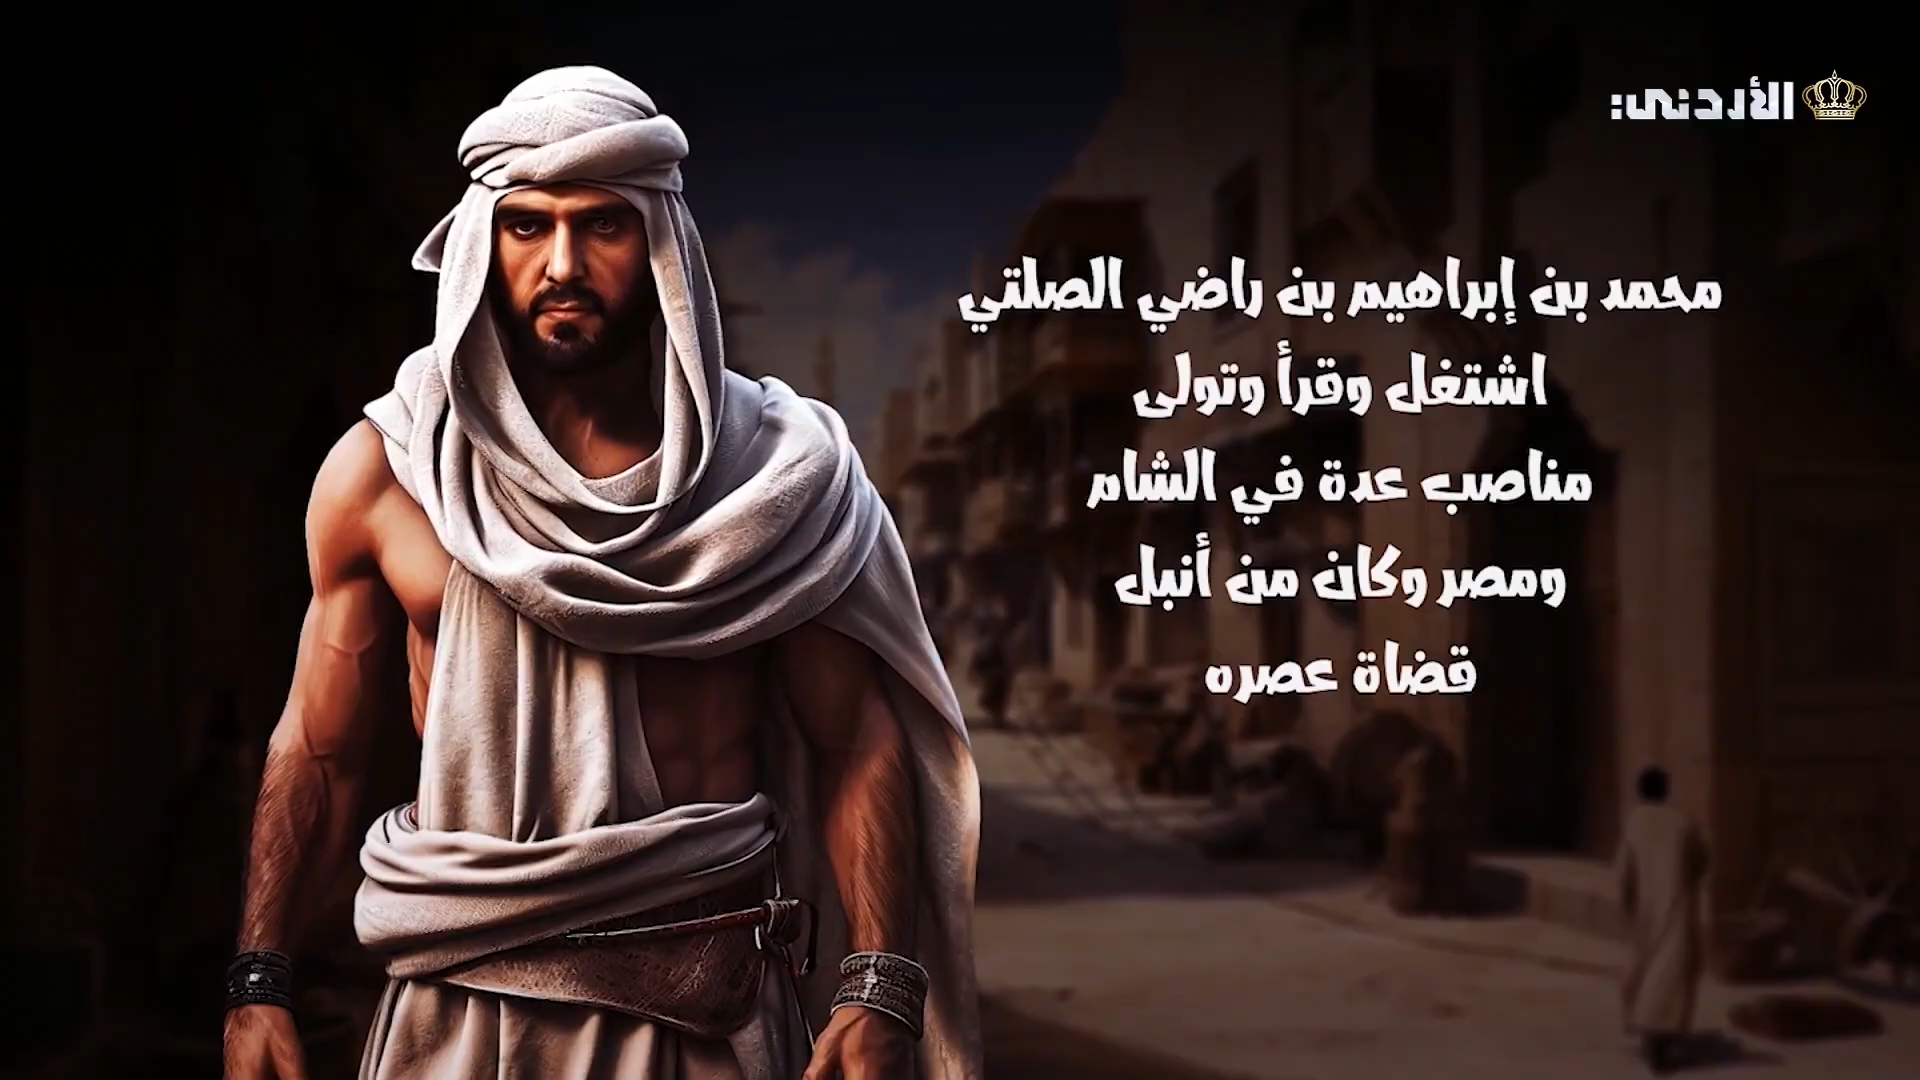 الأردني:
محمد بن إبراهيم بن راضي الصلتي
اشتغل وقرأ وتولى
مناصب عدة في الشام
ومصر وكان من أنبل
قضاة عصره